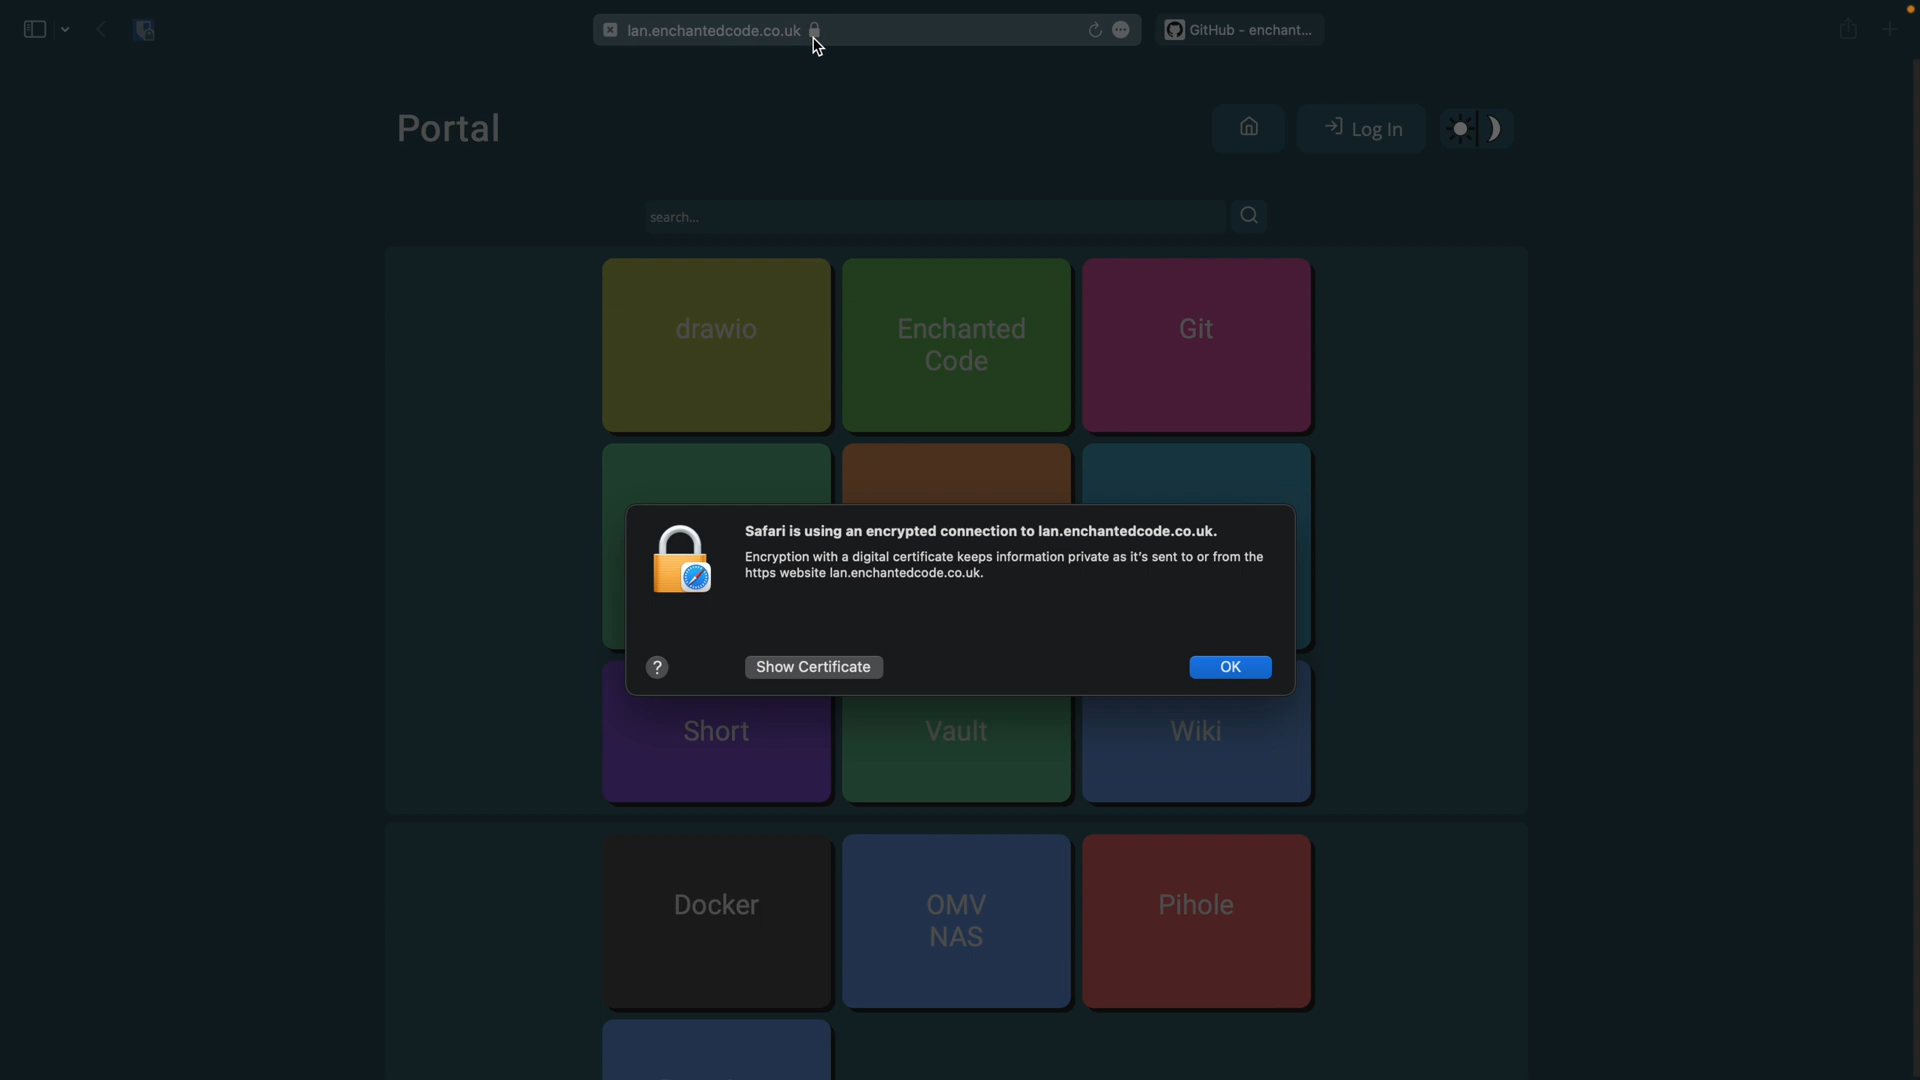 lan.enchantedcode.co.uk
GitHub - enchant...
Portal
Log In
search...
drawio
Enchanted
Code
Git
Safari is using an encrypted connection to lan.enchantedcode.co.uk.
Encryption with a digital certificate keeps information private as it's sent to or from the
https website lan.enchantedcode.co.uk.
?
Show Certificate
OK
Short
Vault
Wiki
Docker
OMV
NAS
Pihole